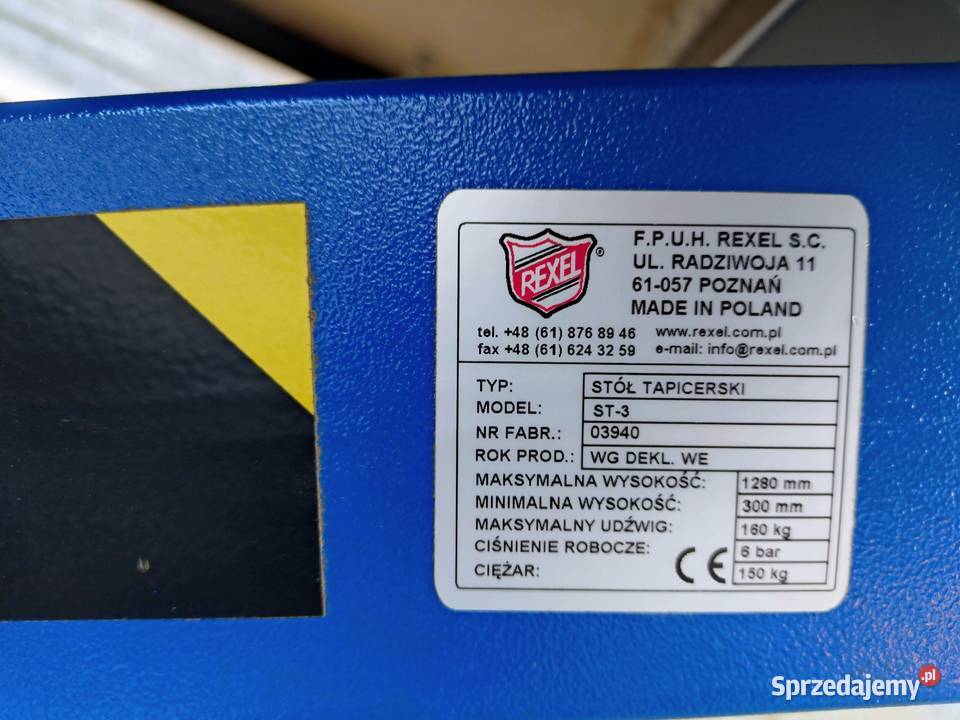 REXEL ®
F.P.U.H. REXEL S.C.
UL. RADZIWOJA 11
61-057 POZNAŃ
MADE IN POLAND
tel. +48 (61) 876 89 46 www.rexel.com.pl
fax +48 (61) 624 32 59 e-mail: info@rexel.com.pl
TYP: STÓŁ TAPICERSKI
MODEL: ST-3
NR FABR.: 03940
ROK PROD.: WG DEKL. WE
MAKSYMALNA WYSOKOŚĆ: 1280 mm
MINIMALNA WYSOKOŚĆ: 300 mm
MAKSYMALNY UDŹWIG: 160 kg
CIŚNIENIE ROBOCZE: 6 bar
CIĘŻAR: CE 150 kg
Sprzedajemy .pl